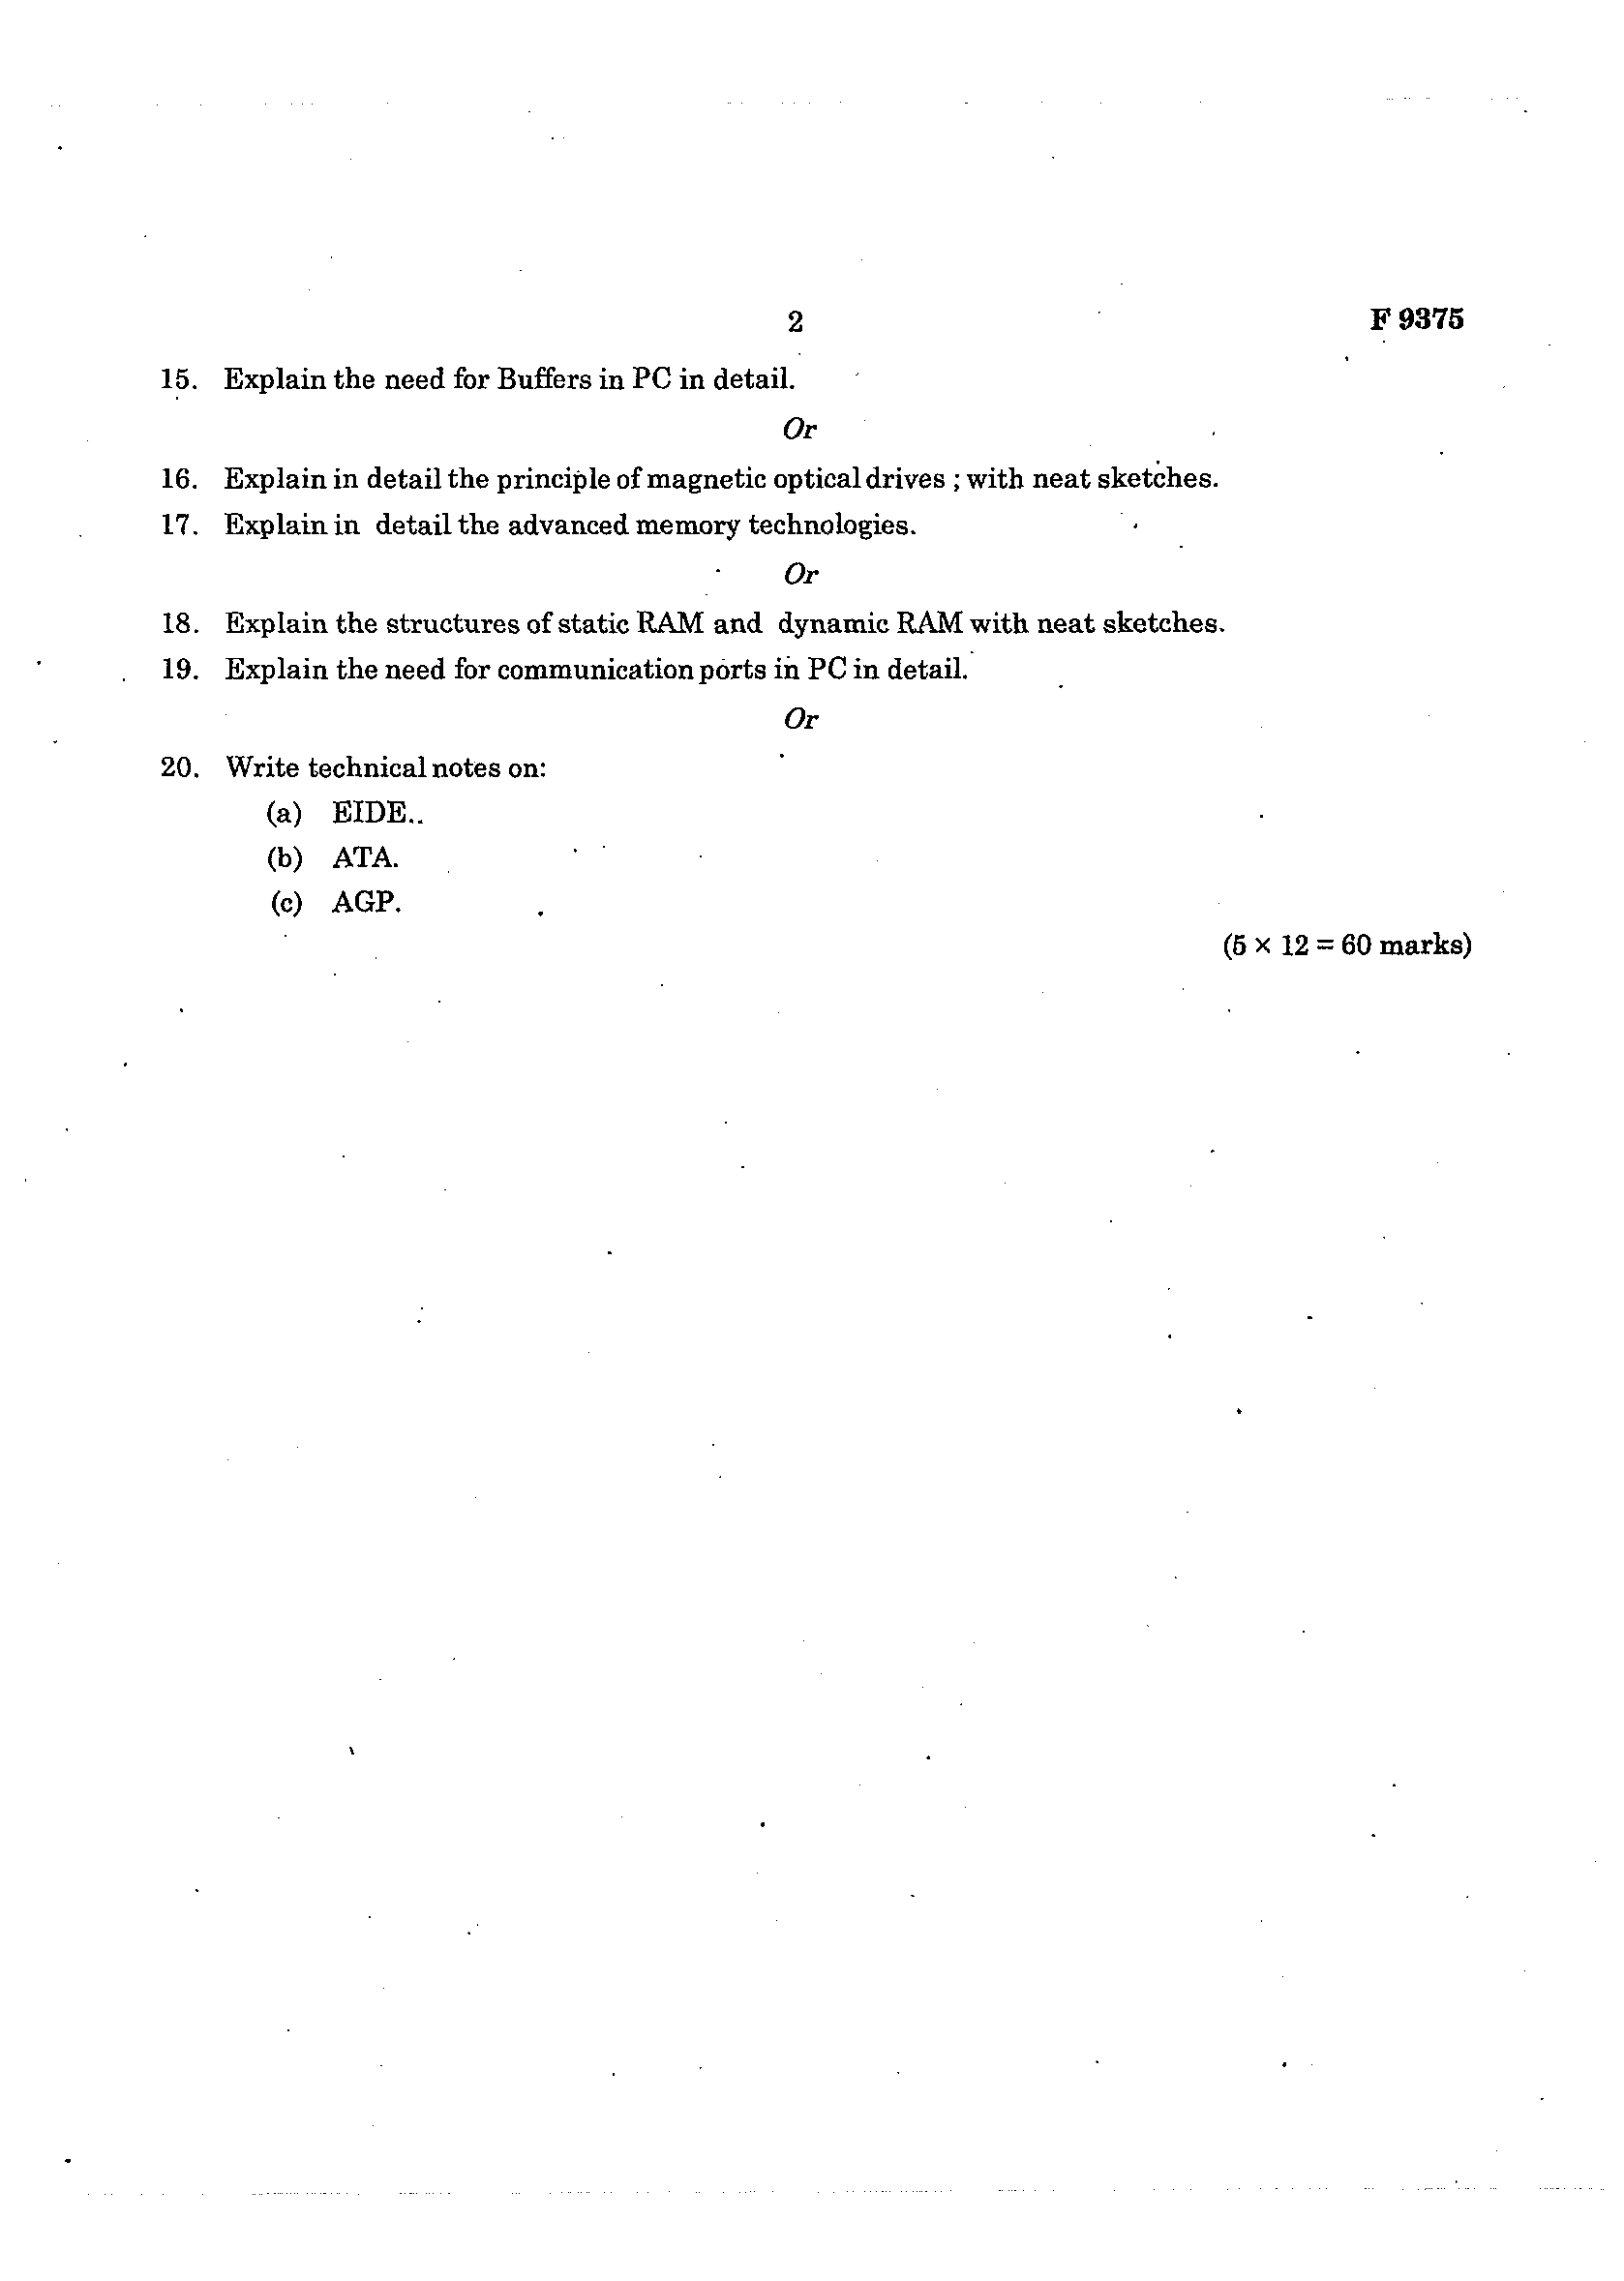 2
F 9375
15. Explain the need for Buffers in PC in detail.
Or
16. Explain in detail the principle of magnetic optical drives ; with neat sketches.
17. Explain in detail the advanced memory technologies.
Or
18. Explain the structures of static RAM and dynamic RAM with neat sketches.
19. Explain the need for communication ports in PC in detail.
Or
20. Write technical notes on:
(a) EIDE..
(b) ATA.
(c) AGP.
(5 × 12 = 60 marks)